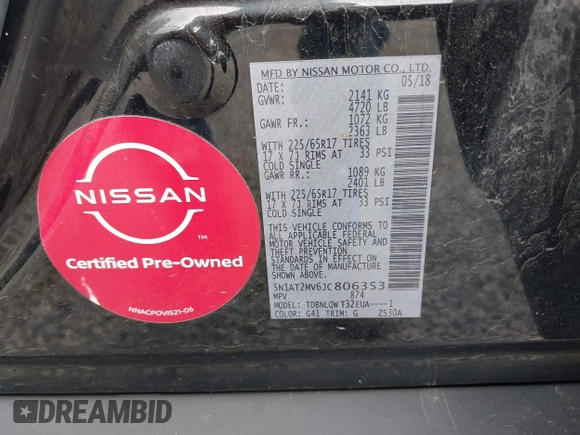 MFD BY NISSAN MOTOR CO., LTD.
DATE: 05/18
GVWR: 2141 KG
4720 LB
GAWR FR.: 1072 KG
2363 LB
WITH 225/65R17 TIRES
17 X 7J RIMS AT 33 PSI
COLD SINGLE
GAWR RR.: 1089 KG
2401 LB
WITH 225/65R17 TIRES
17 X 7J RIMS AT 33 PSI
COLD SINGLE
THIS VEHICLE CONFORMS TO
ALL APPLICABLE FEDERAL
MOTOR VEHICLE SAFETY AND
THEFT PREVENTION
STANDARDS IN EFFECT ON
THE DATE OF MANUFACTURE
SHOWN ABOVE.
5N1AT2MV6JC806353
MPV 874
MODEL: TDBNLQWT32EUA----1
COLOR: G41 TRIM: G ZS30A
NISSAN
TM
Certified Pre-Owned
NNACPOVIS21-06
DREAMBID